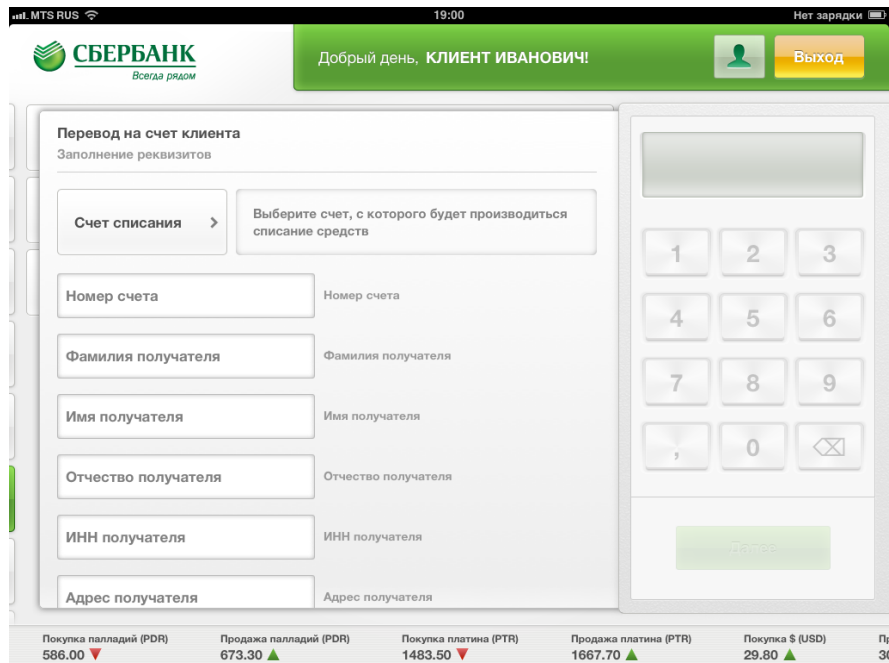 MTS RUS
19:00
Нет зарядки
СБЕРБАНК
Всегда рядом
Добрый день, КЛИЕНТ ИВАНОВИЧ!
Выход
Перевод на счет клиента
Заполнение реквизитов
Счет списания
Выберите счет, с которого будет производиться
списание средств
Номер счета Номер счета
Фамилия получателя Фамилия получателя
Имя получателя Имя получателя
Отчество получателя Отчество получателя
ИНН получателя ИНН получателя
Адрес получателя Адрес получателя
1 2 3
4 5 6
7 8 9
, 0
Далее
Покупка палладий (PDR) Продажа палладий (PDR) Покупка платина (PTR) Продажа платина (PTR) Покупка $ (USD)
586.00 673.30 1483.50 1667.70 29.80